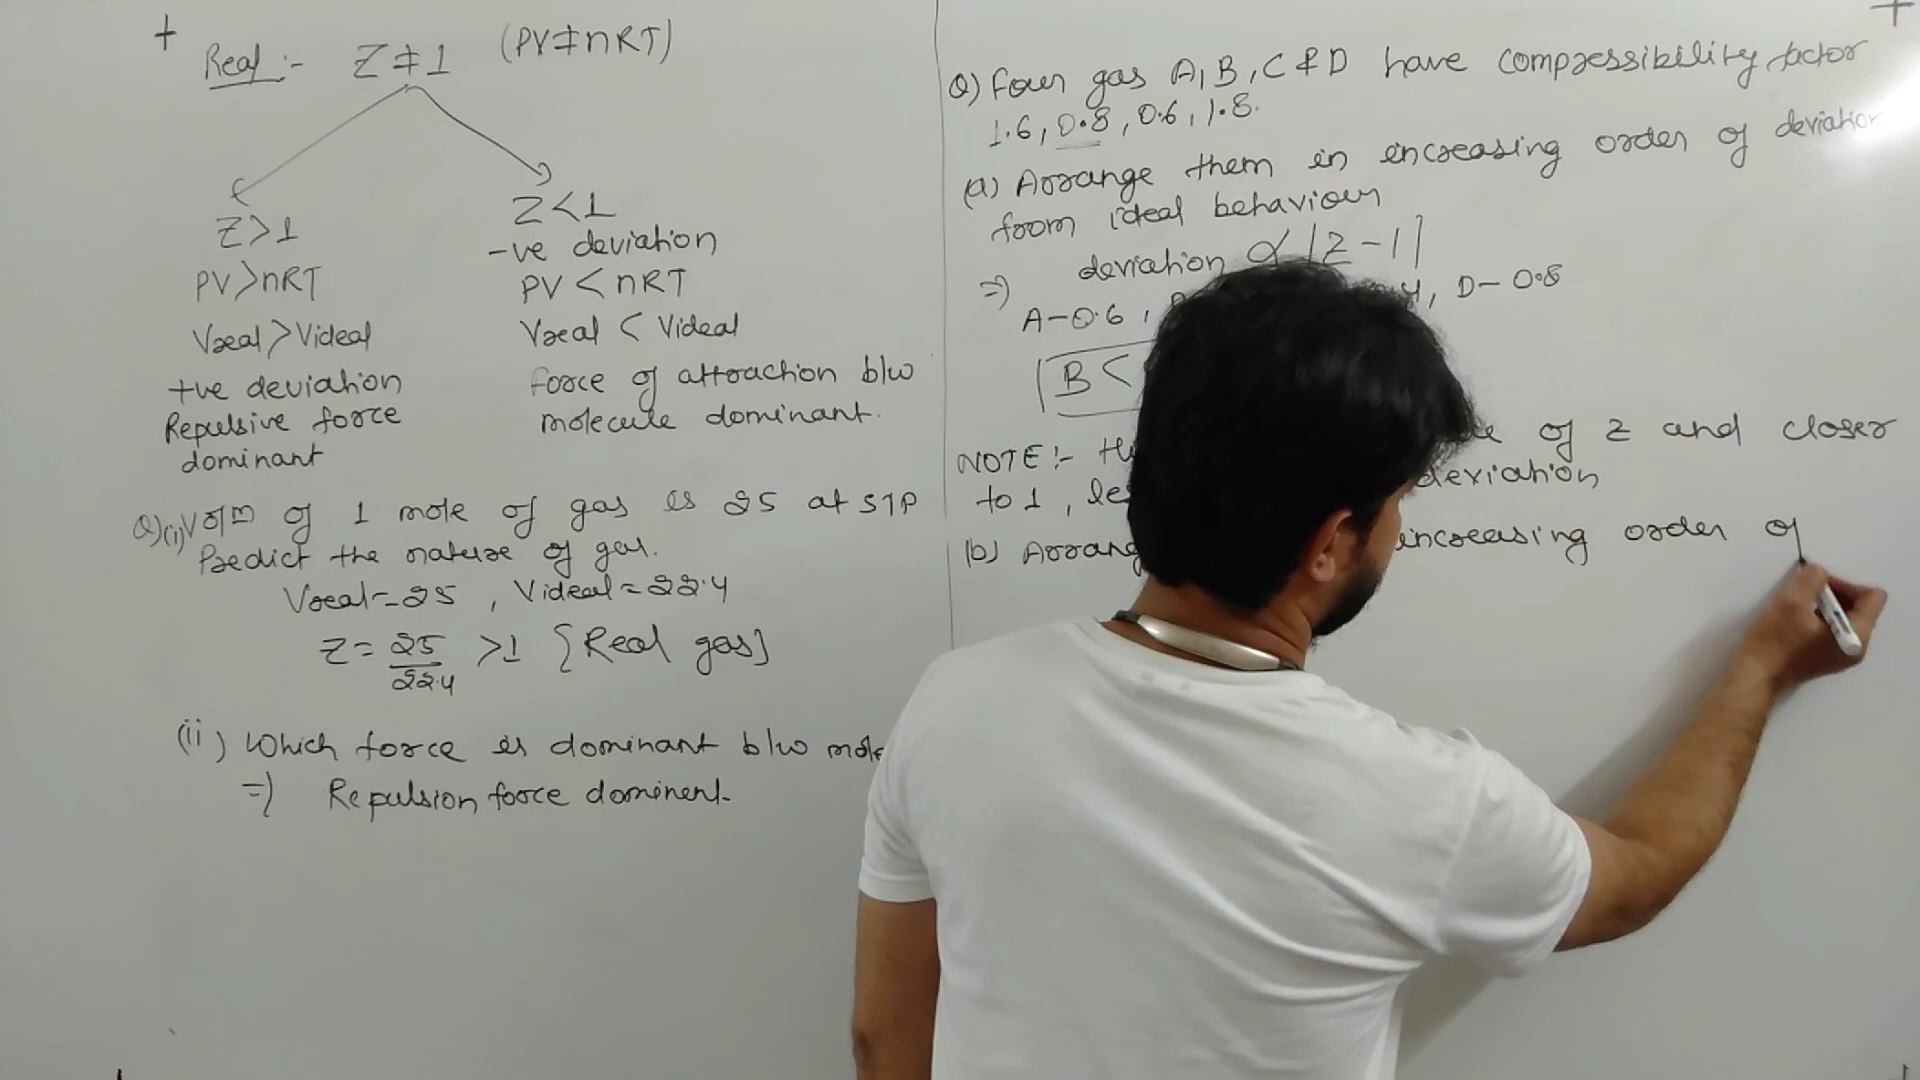 Real :- Z ≠ 1 (PV ≠ nRT)
Z > 1
PV > nRT
Vreal > Videal
+ve deviation
Repulsive force
dominant
Z < 1
-ve deviation
PV < nRT
Vreal < Videal
force of attraction b/w
molecule dominant.
Q)(i) Vol^m of 1 mole of gas is 25 at STP
Predict the nature of gas.
Vreal = 25 , Videal = 22.4
Z = 25/22.4 > 1 {Real gas}
(ii) Which force is dominant b/w
=) Repulsion force dominent.
Q) Four gas A, B, C & D have compressibility factor
1.6, 0.8, 0.6, 1.8.
(a) Arrange them in increasing order of deviation
from ideal behaviour
=) deviation ∝ |Z - 1|
A - 0.6 , D - 0.8
B <
NOTE :- of Z and closer
to 1 , deviation
(b) increasing order of